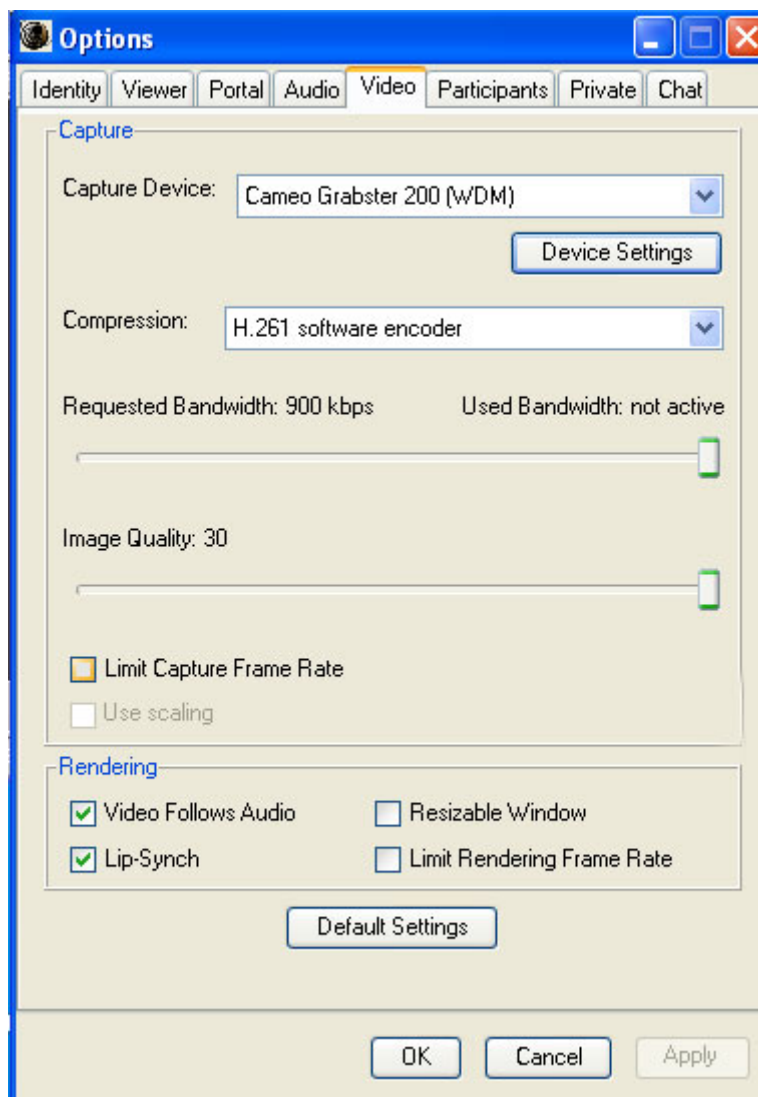 Options
Identity Viewer Portal Audio Video Participants Private Chat
Capture
Capture Device: Cameo Grabster 200 (WDM)
Device Settings
Compression: H.261 software encoder
Requested Bandwidth: 900 kbps Used Bandwidth: not active
Image Quality: 30
Limit Capture Frame Rate
Use scaling
Rendering
Video Follows Audio Resizable Window
Lip-Synch Limit Rendering Frame Rate
Default Settings
OK Cancel Apply